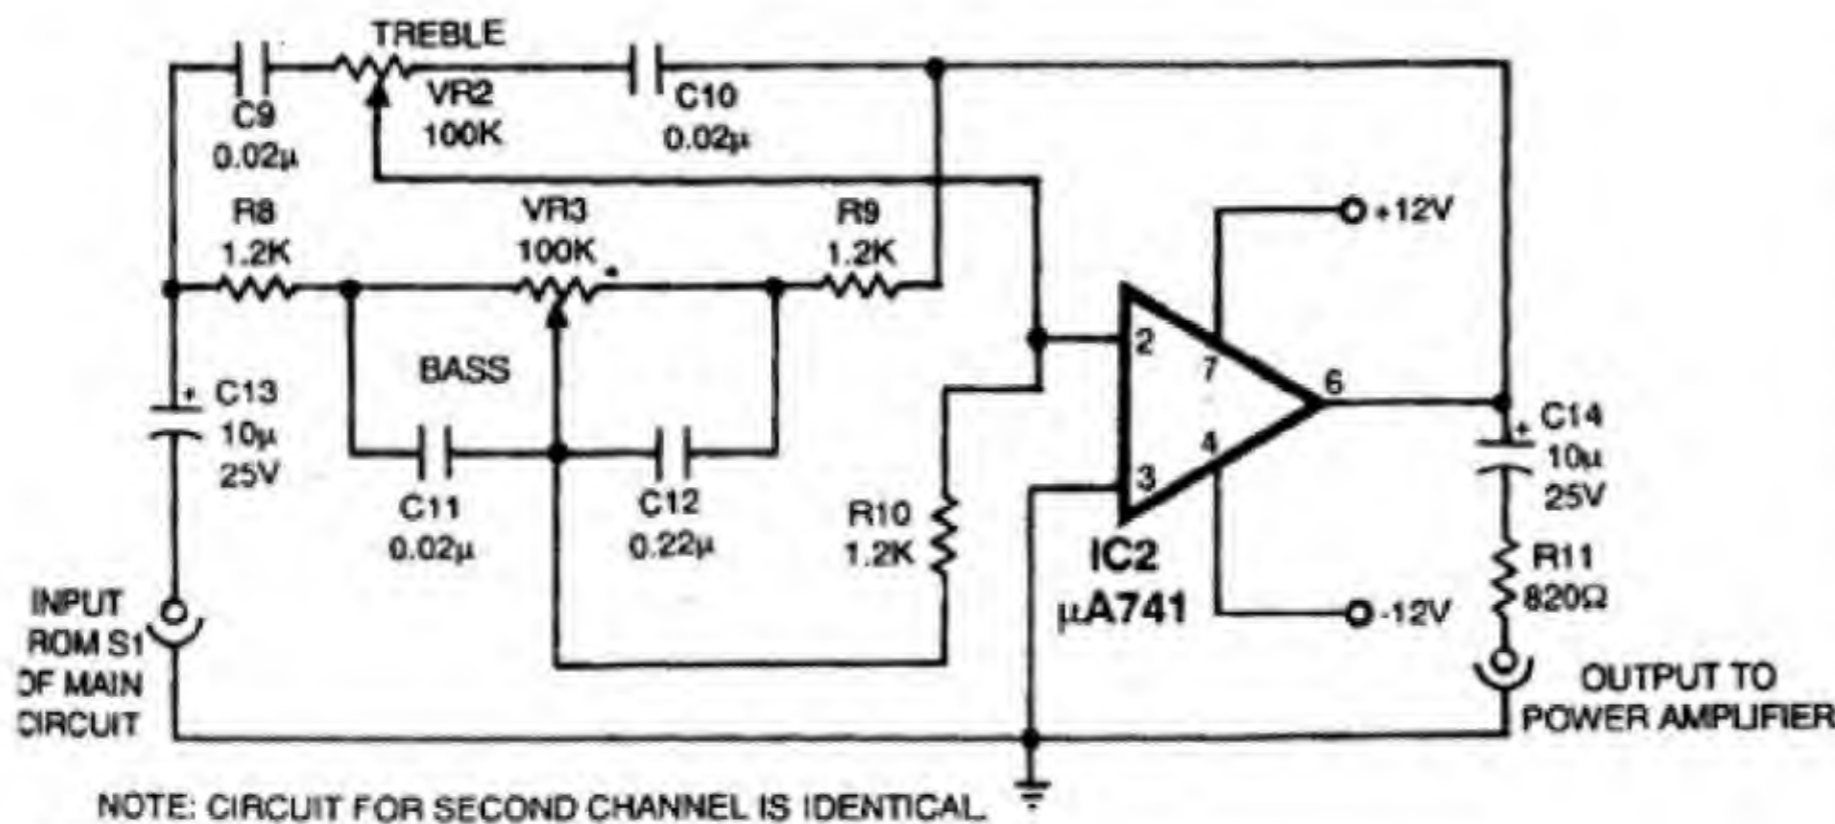 TREBLE
C9
0.02µ
VR2
100K
C10
0.02µ
R8
1.2K
VR3
100K
R9
1.2K
+12V
BASS
2
7
6
4
3
+ C13
10µ
25V
+ C14
10µ
25V
C11
0.02µ
C12
0.22µ
R10
1.2K
IC2
µA741
R11
820Ω
-12V
INPUT
ROM S1
OF MAIN
CIRCUIT
OUTPUT TO
POWER AMPLIFIER
NOTE: CIRCUIT FOR SECOND CHANNEL IS IDENTICAL